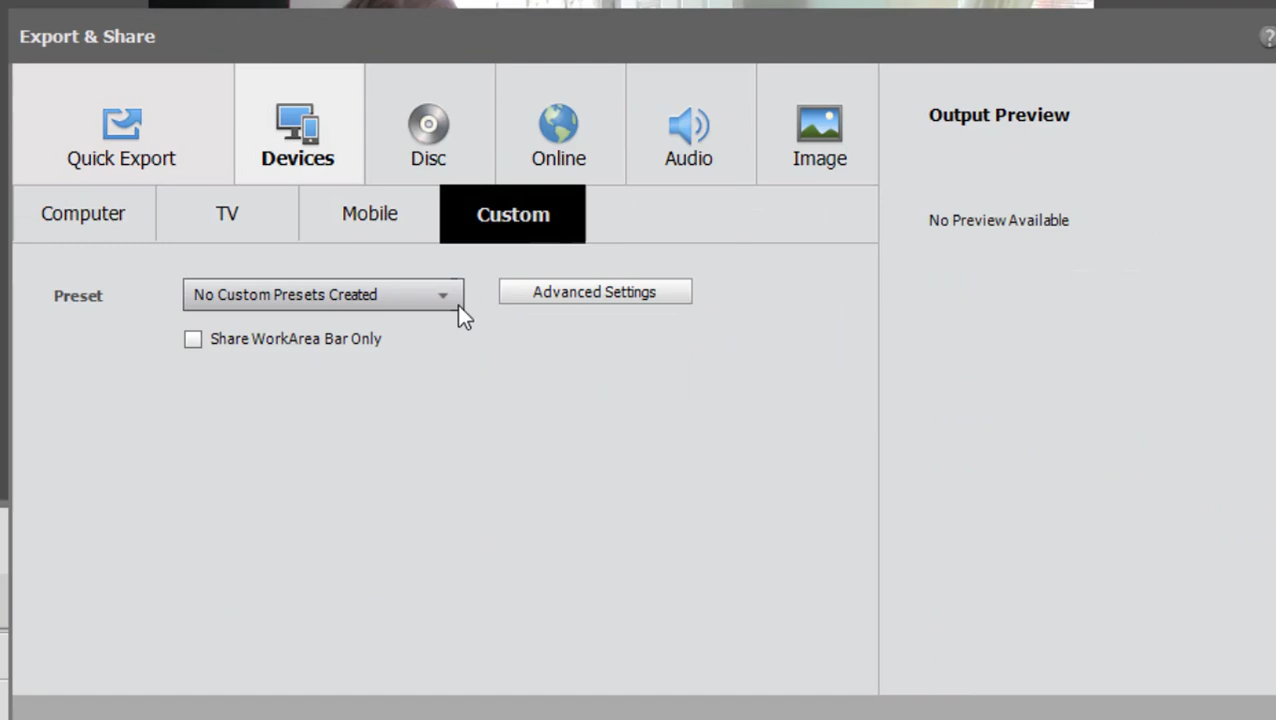 Export & Share
?
Quick Export
Devices
Disc
Online
Audio
Image
Computer
TV
Mobile
Custom
Preset
No Custom Presets Created
Advanced Settings
Share WorkArea Bar Only
Output Preview
No Preview Available